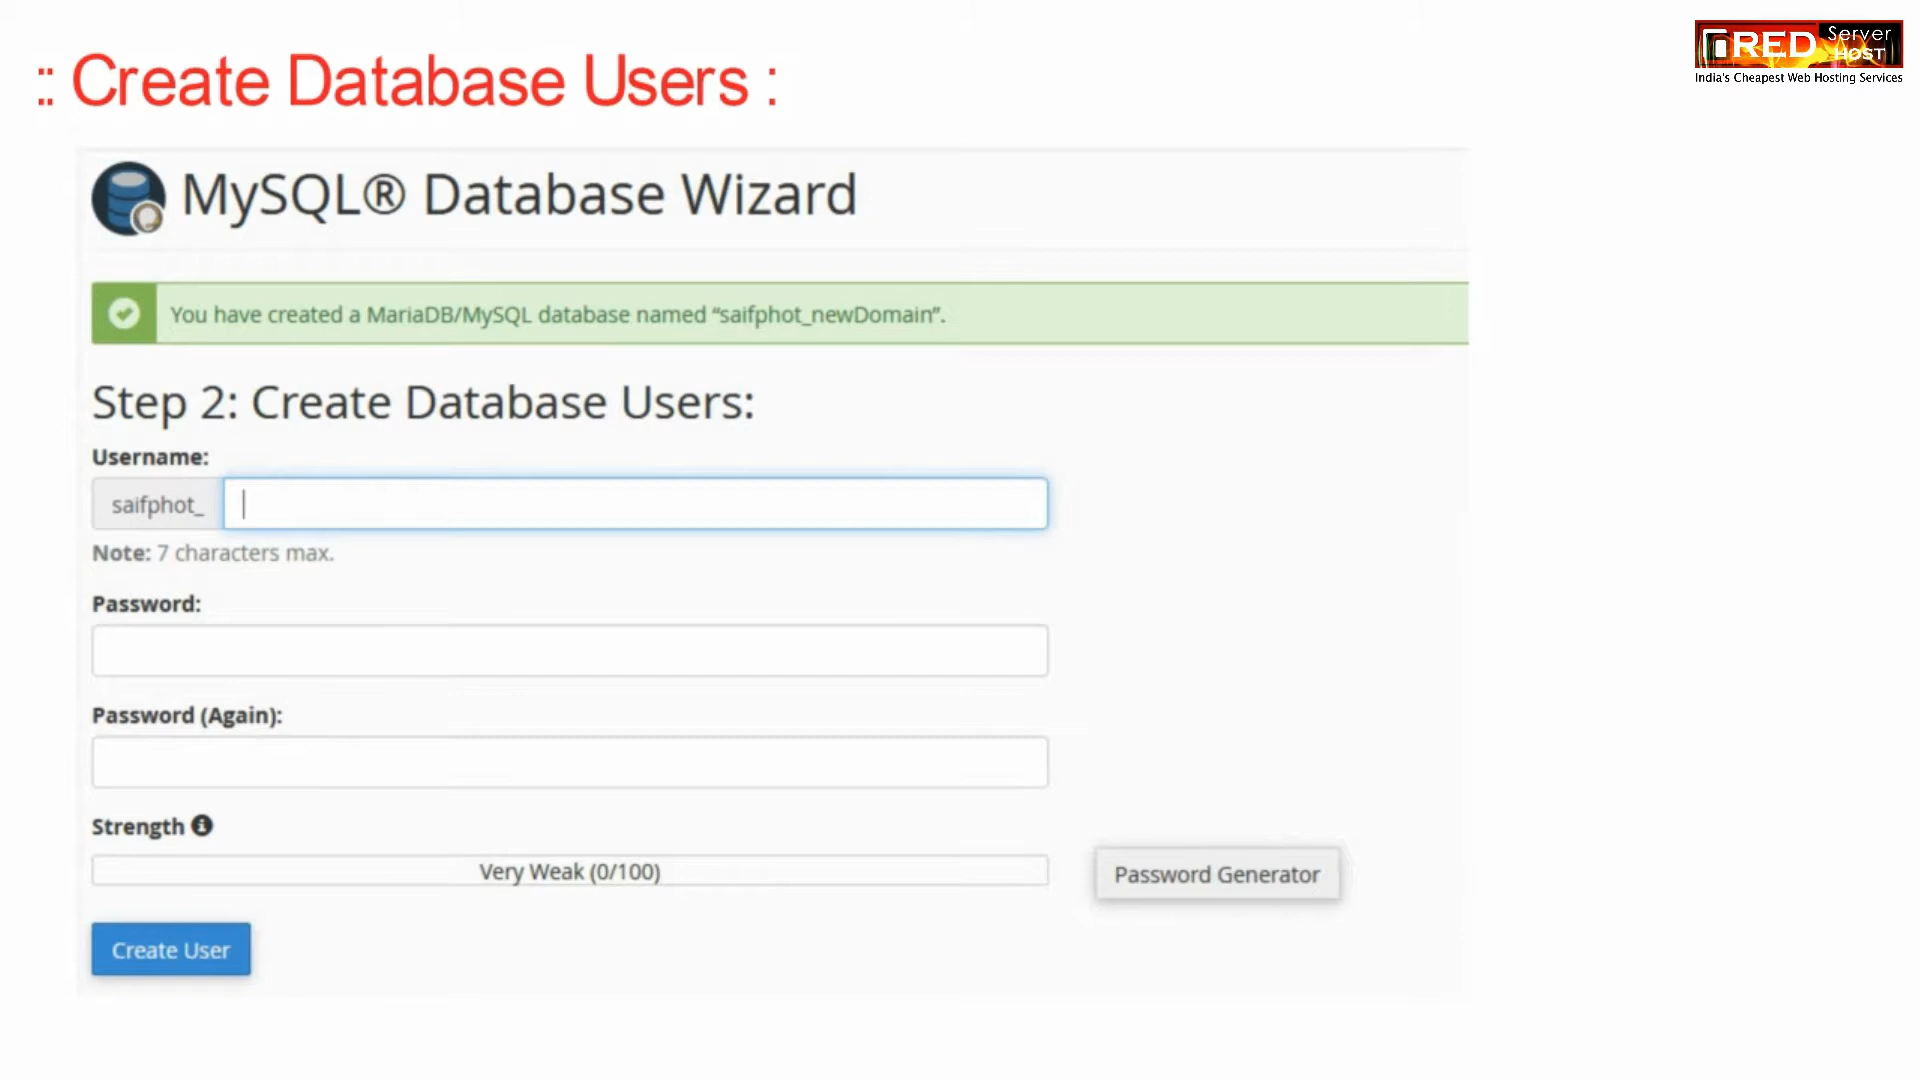 :: Create Database Users :
RED Server HOST
India's Cheapest Web Hosting Services
MySQL® Database Wizard
You have created a MariaDB/MySQL database named “saifphot_newDomain”.
Step 2: Create Database Users:
Username:
saifphot_
Note: 7 characters max.
Password:
Password (Again):
Strength
Very Weak (0/100)
Password Generator
Create User